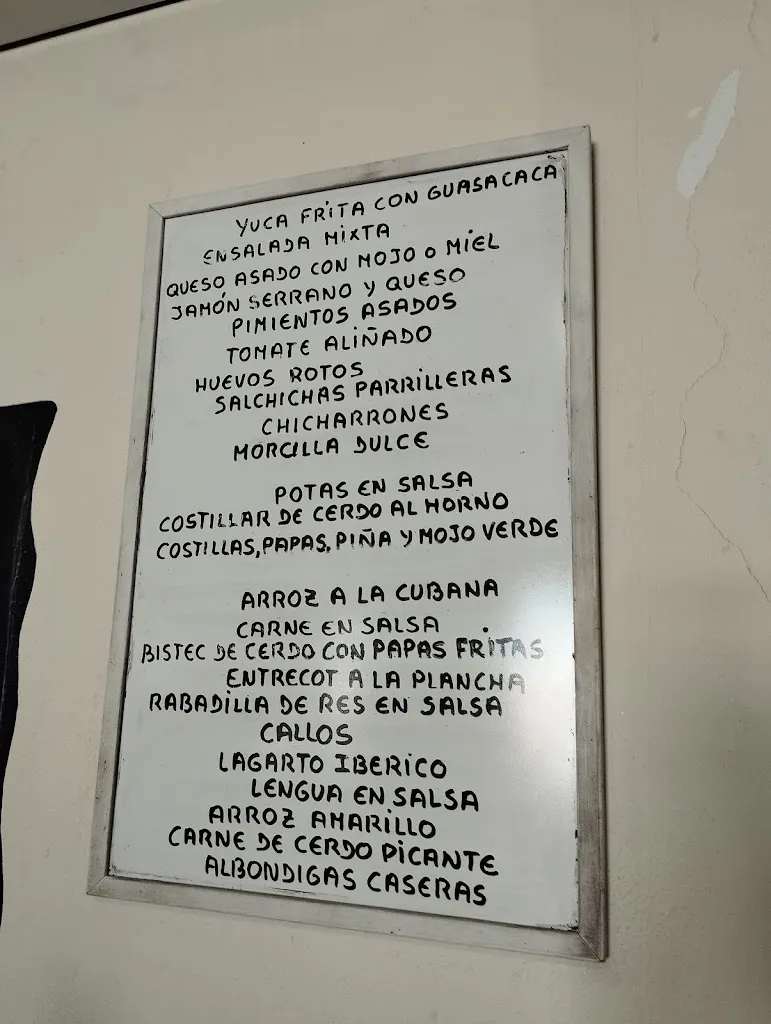 YUCA FRITA CON GUASACACA
ENSALADA MIXTA
QUESO ASADO CON MOJO O MIEL
JAMÓN SERRANO Y QUESO
PIMIENTOS ASADOS
TOMATE ALIÑADO
HUEVOS ROTOS
SALCHICHAS PARRILLERAS
CHICHARRONES
MORCILLA DULCE
POTAS EN SALSA
COSTILLAR DE CERDO AL HORNO
COSTILLAS, PAPAS, PIÑA Y MOJO VERDE
ARROZ A LA CUBANA
CARNE EN SALSA
BISTEC DE CERDO CON PAPAS FRITAS
ENTRECOT A LA PLANCHA
RABADILLA DE RES EN SALSA
CALLOS
LAGARTO IBERICO
LENGUA EN SALSA
ARROZ AMARILLO
CARNE DE CERDO PICANTE
ALBONDIGAS CASERAS